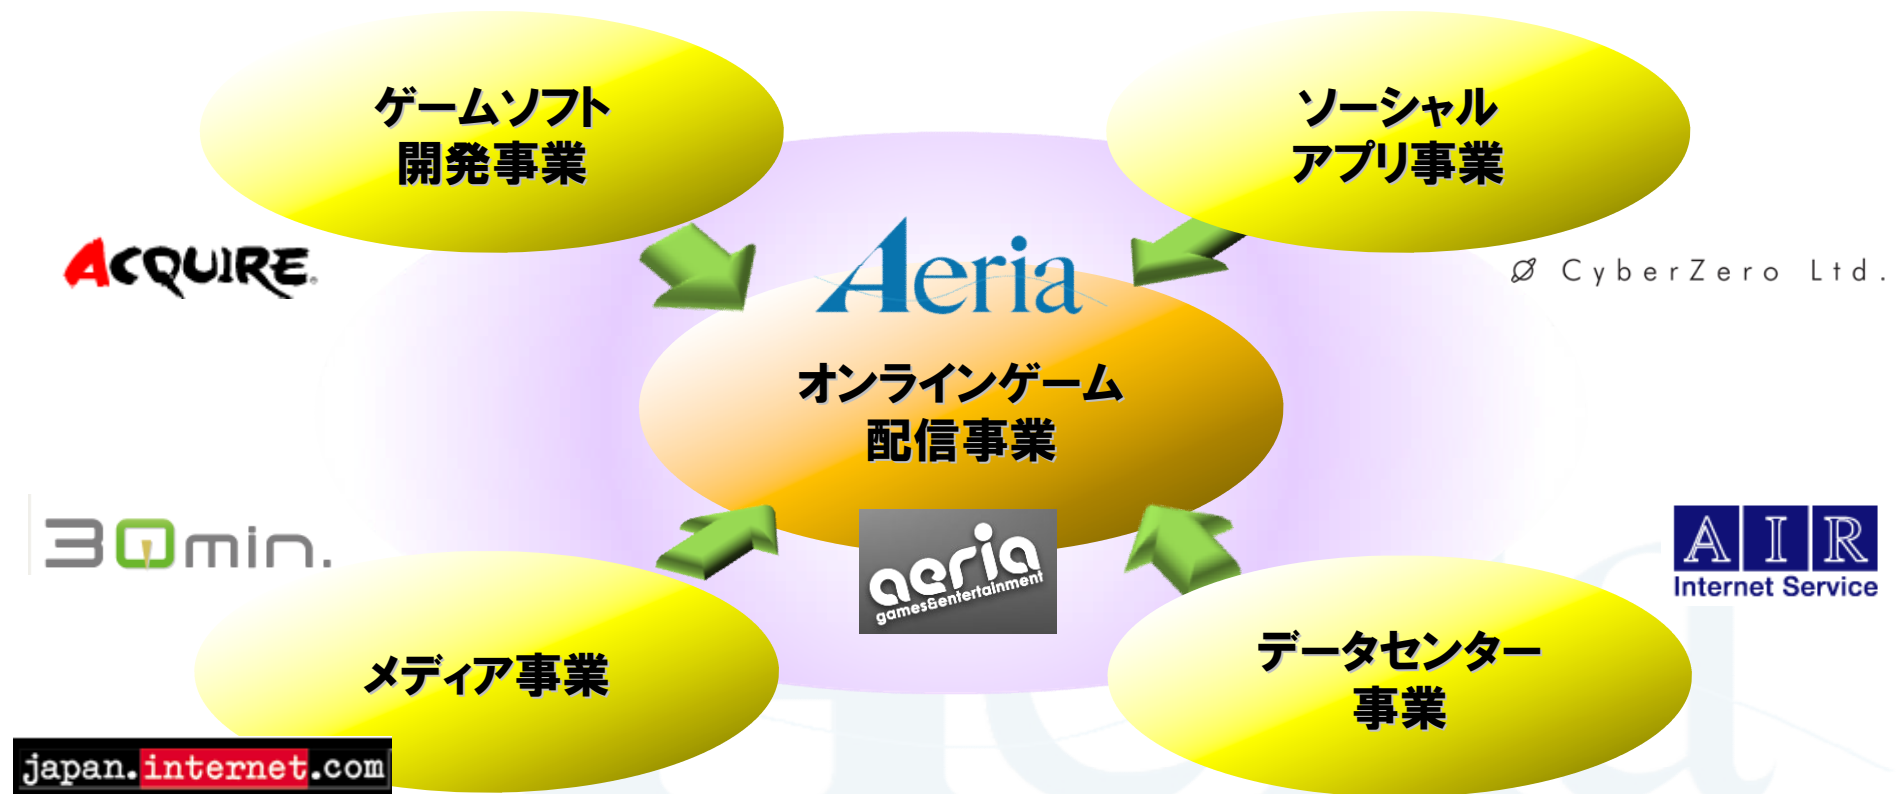 ゲームソフト
開発事業
ソーシャル
アプリ事業
ACQUIRE
Aeria
CyberZero Ltd.
オンラインゲーム
配信事業
30min.
aeria
games&entertainment
AIR
Internet Service
メディア事業
データセンター
事業
japan.internet.com